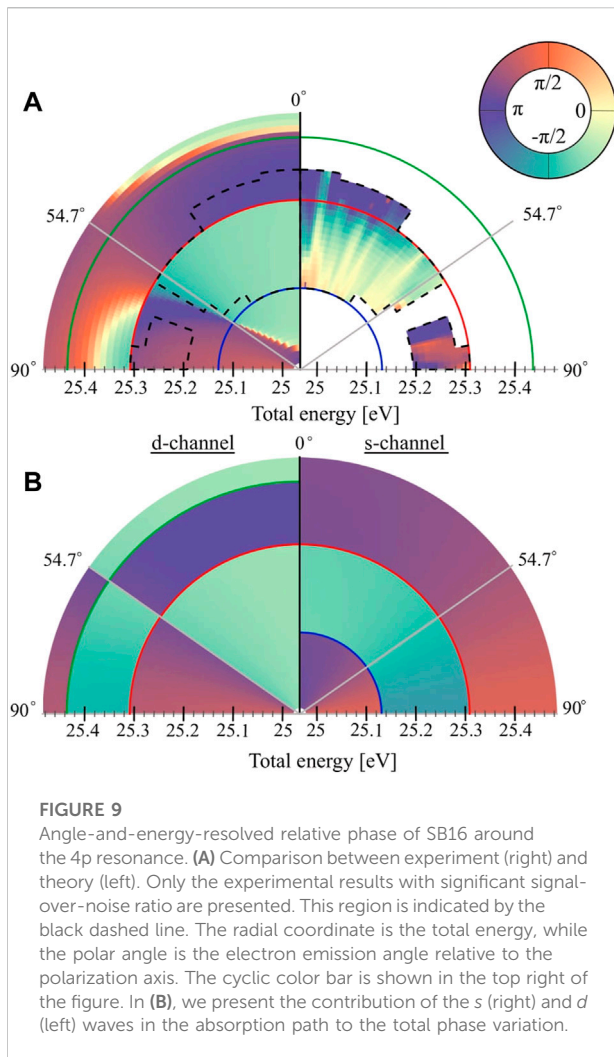 A
0°
π/2
π
0
-π/2
54.7°
54.7°
90°
90°
25.4
25.3
25.2
25.1
25
25
25.1
25.2
25.3
25.4
Total energy [eV]
d-channel
0°
s-channel
B
54.7°
54.7°
90°
90°
25.4
25.3
25.2
25.1
25
25
25.1
25.2
25.3
25.4
Total energy [eV]
FIGURE 9
Angle-and-energy-resolved relative phase of SB16 around
the 4p resonance. (A) Comparison between experiment (right) and
theory (left). Only the experimental results with significant signal-
over-noise ratio are presented. This region is indicated by the
black dashed line. The radial coordinate is the total energy, while
the polar angle is the electron emission angle relative to the
polarization axis. The cyclic color bar is shown in the top right of
the figure. In (B), we present the contribution of the s (right) and d
(left) waves in the absorption path to the total phase variation.